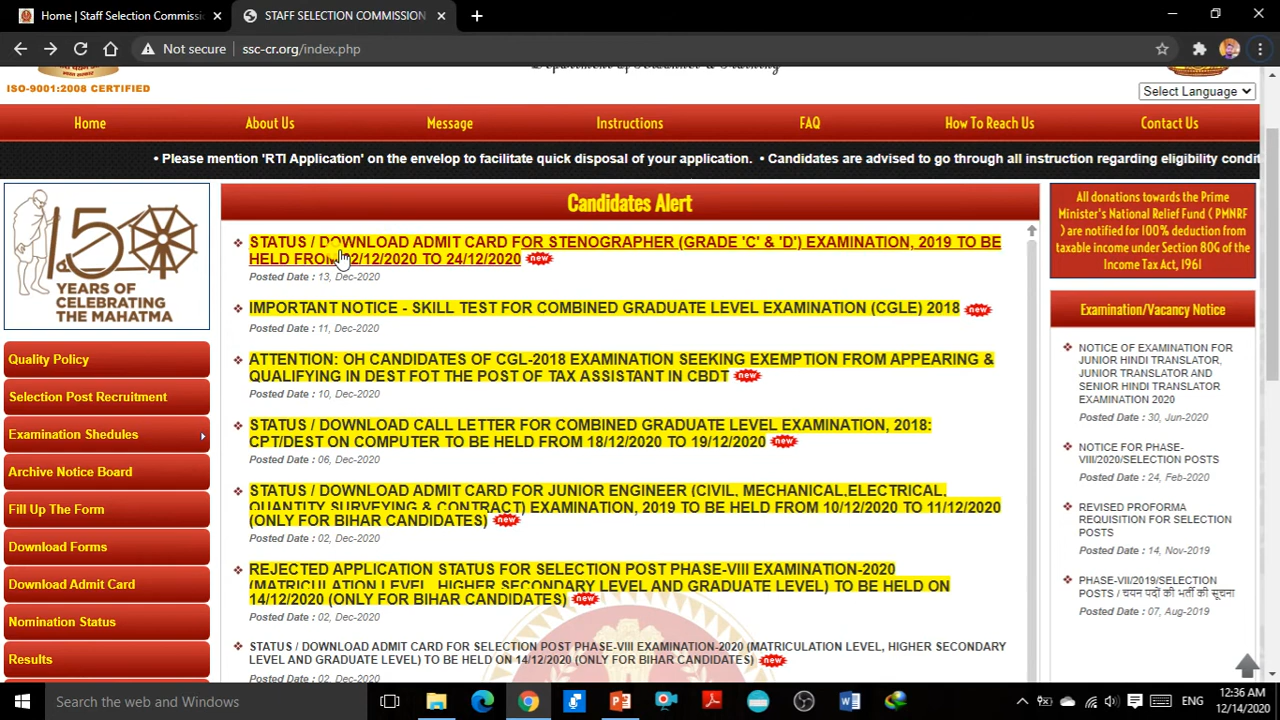 Home | Staff Selection Commissi
STAFF SELECTION COMMISSION
Not secure
ssc-cr.org/index.php
ISO-9001:2008 CERTIFIED
Select Language
Home
About Us
Message
Instructions
FAQ
How To Reach Us
Contact Us
• Please mention 'RTI Application' on the envelop to facilitate quick disposal of your application. • Candidates are advised to go through all instruction regarding eligibility condit
150
YEARS OF
CELEBRATING
THE MAHATMA
Quality Policy
Selection Post Recruitment
Examination Shedules
Archive Notice Board
Fill Up The Form
Download Forms
Download Admit Card
Nomination Status
Results
Candidates Alert
STATUS / DOWNLOAD ADMIT CARD FOR STENOGRAPHER (GRADE 'C' & 'D') EXAMINATION, 2019 TO BE
HELD FROM 22/12/2020 TO 24/12/2020 new
Posted Date : 13, Dec-2020
IMPORTANT NOTICE - SKILL TEST FOR COMBINED GRADUATE LEVEL EXAMINATION (CGLE) 2018 new
Posted Date : 11, Dec-2020
ATTENTION: OH CANDIDATES OF CGL-2018 EXAMINATION SEEKING EXEMPTION FROM APPEARING &
QUALIFYING IN DEST FOT THE POST OF TAX ASSISTANT IN CBDT new
Posted Date : 10, Dec-2020
STATUS / DOWNLOAD CALL LETTER FOR COMBINED GRADUATE LEVEL EXAMINATION, 2018:
CPT/DEST ON COMPUTER TO BE HELD FROM 18/12/2020 TO 19/12/2020 new
Posted Date : 06, Dec-2020
STATUS / DOWNLOAD ADMIT CARD FOR JUNIOR ENGINEER (CIVIL, MECHANICAL,ELECTRICAL,
QUANTITY SURVEYING & CONTRACT) EXAMINATION, 2019 TO BE HELD FROM 10/12/2020 TO 11/12/2020
(ONLY FOR BIHAR CANDIDATES) new
Posted Date : 02, Dec-2020
REJECTED APPLICATION STATUS FOR SELECTION POST PHASE-VIII EXAMINATION-2020
(MATRICULATION LEVEL, HIGHER SECONDARY LEVEL AND GRADUATE LEVEL) TO BE HELD ON
14/12/2020 (ONLY FOR BIHAR CANDIDATES) new
Posted Date : 02, Dec-2020
STATUS / DOWNLOAD ADMIT CARD FOR SELECTION POST PHASE-VIII EXAMINATION-2020 (MATRICULATION LEVEL, HIGHER SECONDARY
LEVEL AND GRADUATE LEVEL) TO BE HELD ON 14/12/2020 (ONLY FOR BIHAR CANDIDATES) new
Posted Date : 02, Dec-2020
All donations towards the Prime
Minister's National Relief Fund ( PMNRF
) are notified for 100% deduction from
taxable income under Section 80G of the
Income Tax Act, 1961
Examination/Vacancy Notice
NOTICE OF EXAMINATION FOR
JUNIOR HINDI TRANSLATOR,
JUNIOR TRANSLATOR AND
SENIOR HINDI TRANSLATOR
EXAMINATION 2020
Posted Date : 30, Jun-2020
NOTICE FOR PHASE-
VIII/2020/SELECTION POSTS
Posted Date : 24, Feb-2020
REVISED PROFORMA
REQUISITION FOR SELECTION
POSTS
Posted Date : 14, Nov-2019
PHASE-VII/2019/SELECTION
POSTS / चयन पदों की भर्ती की सूचना
Posted Date : 07, Aug-2019
Search the web and Windows
ENG
12:36 AM
12/14/2020